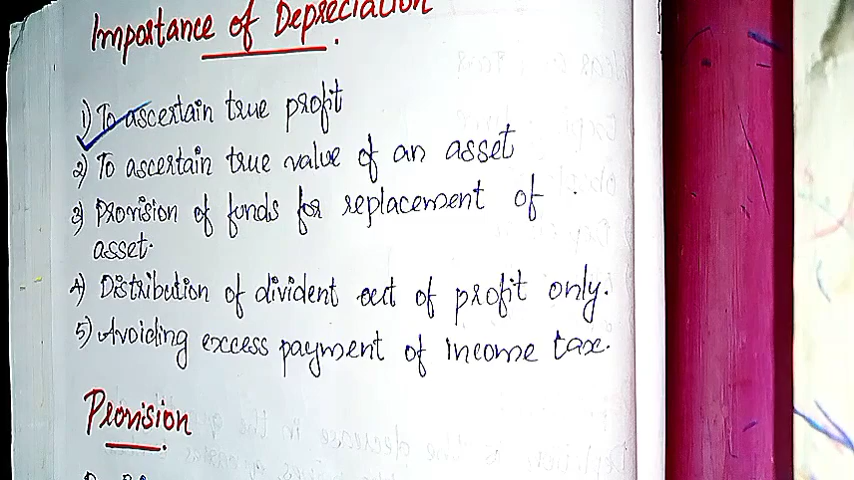 Importance of Depreciation
1) To ascertain true profit
2) To ascertain true value of an asset
3) Provision of funds for replacement of
asset.
4) Distribution of divident out of profit only.
5) Avoiding excess payment of income tax.
Provision